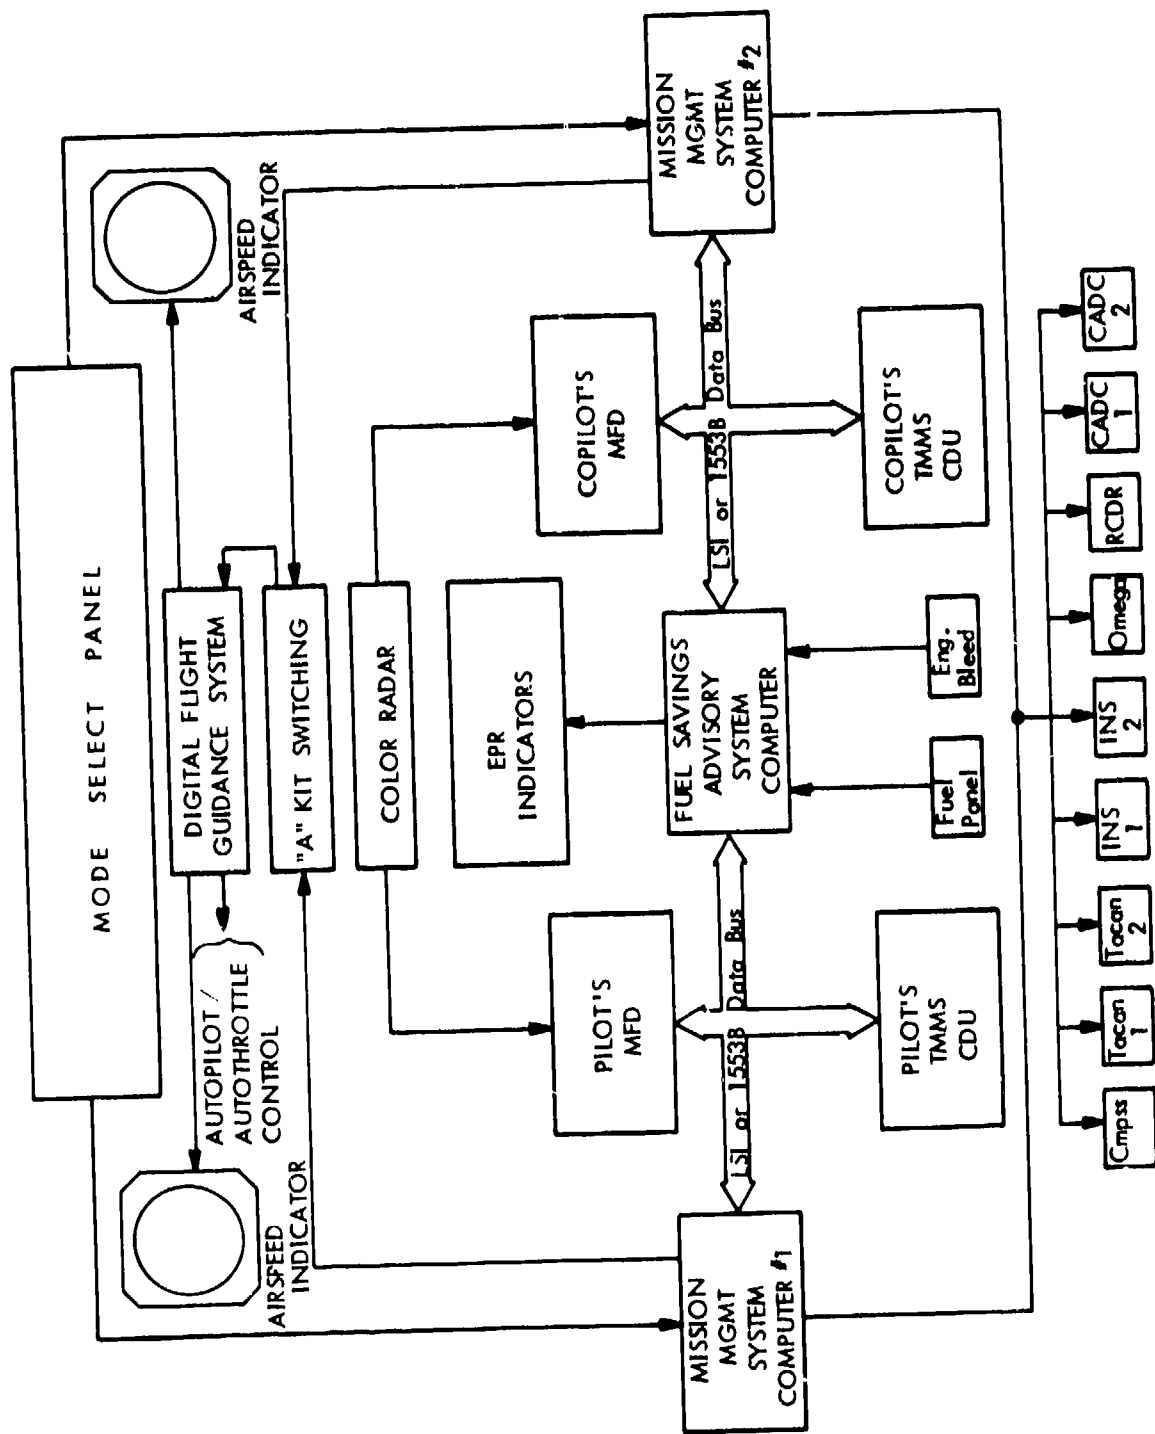 MODE SELECT PANEL
AIRSPEED
INDICATOR
AUTOPILOT/
AUTOTHROTTLE
CONTROL
DIGITAL FLIGHT
GUIDANCE SYSTEM
AIRSPEED
INDICATOR
"A" KIT SWITCHING
COLOR RADAR
PILOT'S
MFD
EPR
INDICATORS
COPILOT'S
MFD
MISSION
MGMT
SYSTEM
COMPUTER #1
LSI or 1553B Data Bus
FUEL SAVINGS
ADVISORY
SYSTEM
COMPUTER
LSI or 1553B Data Bus
MISSION
MGMT
SYSTEM
COMPUTER #2
PILOT'S
TMMS
CDU
Fuel
Panel
Eng.
Bleed
COPILOT'S
TMMS
CDU
Cmpss
Tacan
1
Tacan
2
INS
1
INS
2
Omega
RCDR
CADC
1
CADC
2